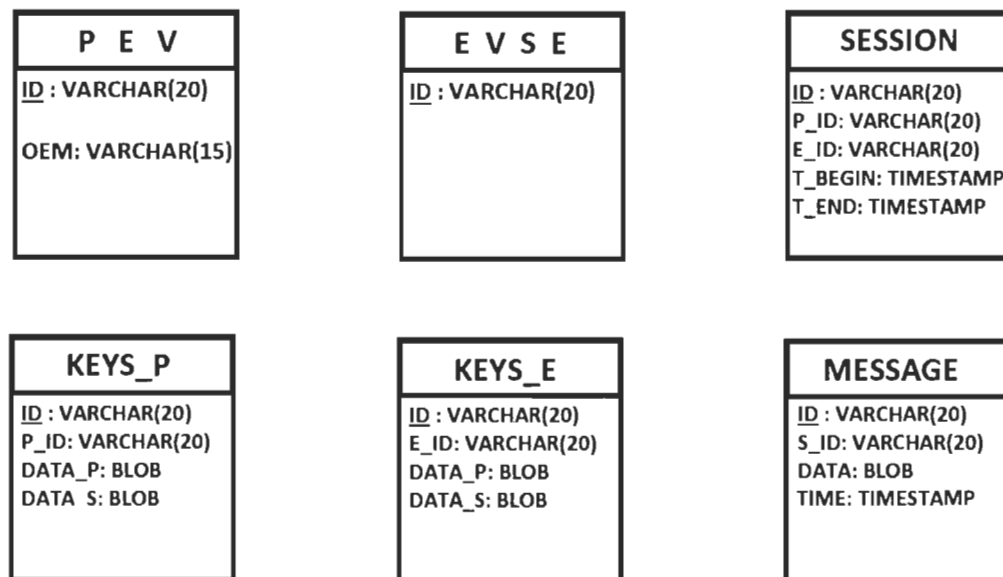 P E V
ID : VARCHAR(20)
OEM: VARCHAR(15)
E V S E
ID : VARCHAR(20)
SESSION
ID : VARCHAR(20)
P_ID: VARCHAR(20)
E_ID: VARCHAR(20)
T_BEGIN: TIMESTAMP
T_END: TIMESTAMP
KEYS_P
ID : VARCHAR(20)
P_ID: VARCHAR(20)
DATA_P: BLOB
DATA S: BLOB
KEYS_E
ID : VARCHAR(20)
E_ID: VARCHAR(20)
DATA_P: BLOB
DATA_S: BLOB
MESSAGE
ID : VARCHAR(20)
S_ID: VARCHAR(20)
DATA: BLOB
TIME: TIMESTAMP